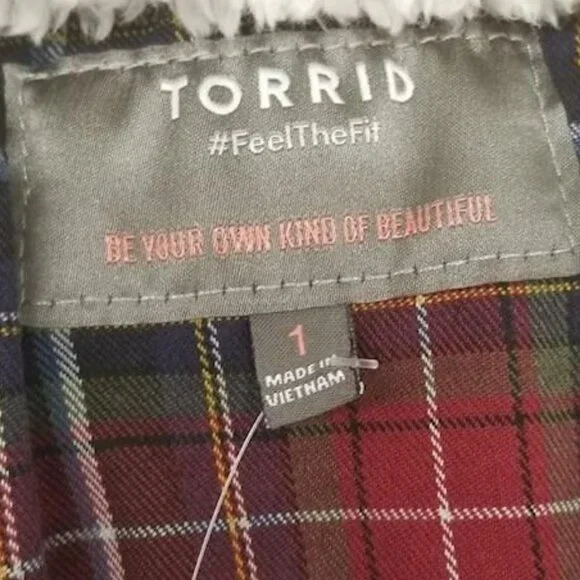 TORRID
#FeelTheFit
BE YOUR OWN KIND OF BEAUTIFUL
1
MADE IN
VIETNAM